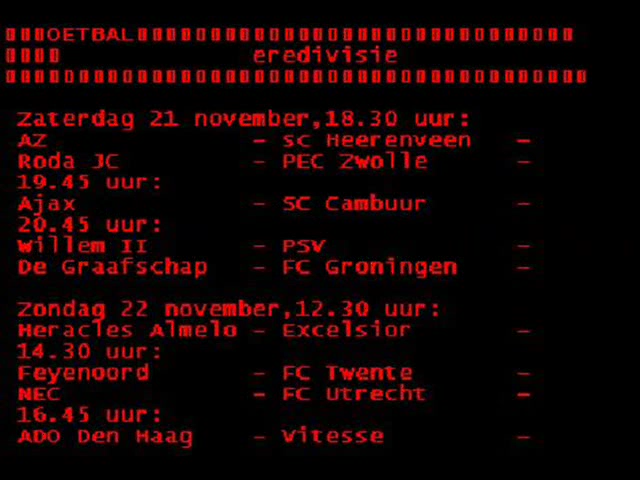 OETBAL
eredivisie
Zaterdag 21 november,18.30 uur:
AZ - sc Heerenveen -
Roda JC - PEC Zwolle -
19.45 uur:
Ajax - SC Cambuur -
20.45 uur:
Willem II - PSV -
De Graafschap - FC Groningen -
Zondag 22 november,12.30 uur:
Heracles Almelo - Excelsior -
14.30 uur:
Feyenoord - FC Twente -
NEC - FC Utrecht -
16.45 uur:
ADO Den Haag - Vitesse -